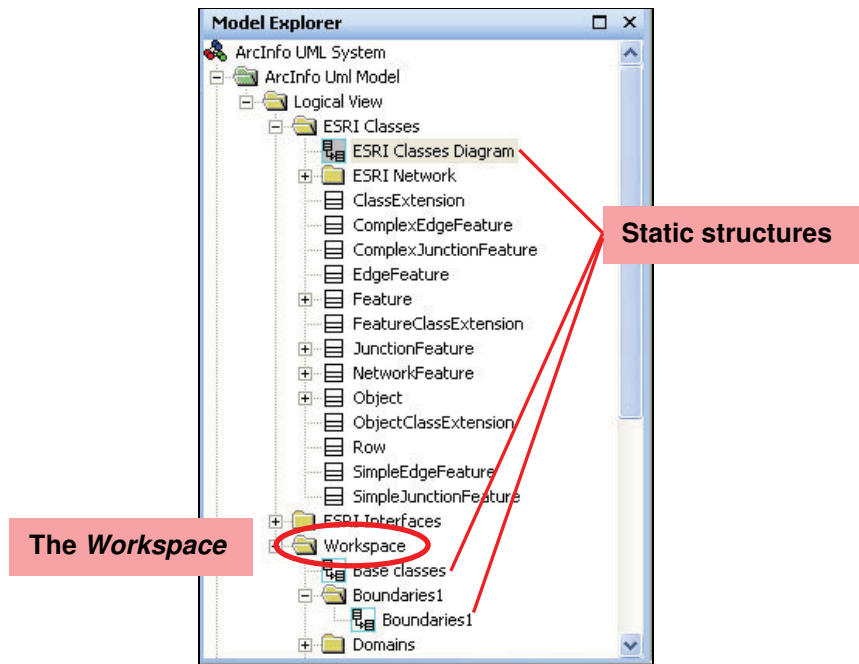 Model Explorer
ArcInfo UML System
ArcInfo Uml Model
Logical View
ESRI Classes
ESRI Classes Diagram
ESRI Network
ClassExtension
ComplexEdgeFeature
ComplexJunctionFeature
EdgeFeature
Feature
FeatureClassExtension
JunctionFeature
NetworkFeature
Object
ObjectClassExtension
Row
SimpleEdgeFeature
SimpleJunctionFeature
ESRI Interfaces
Workspace
Base classes
Boundaries1
Boundaries1
Domains
Static structures
The Workspace